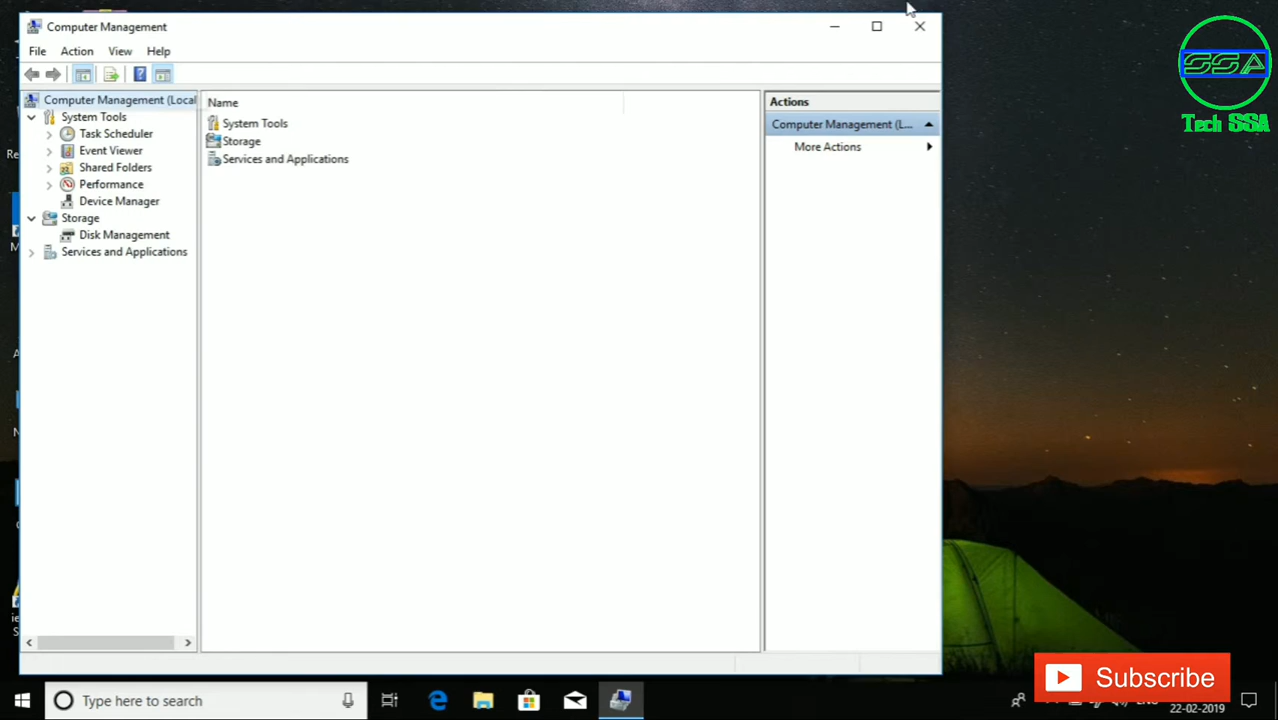 Computer Management
File Action View Help
Computer Management (Local
System Tools
Task Scheduler
Event Viewer
Shared Folders
Performance
Device Manager
Storage
Disk Management
Services and Applications
Name
System Tools
Storage
Services and Applications
Actions
Computer Management (L...
More Actions
SSA
Tech SSA
Subscribe
Type here to search
22-02-2019